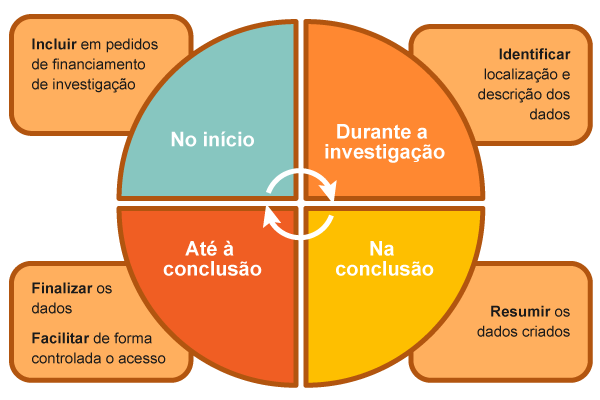 Incluir em pedidos
de financiamento
de investigação
Identificar
localização e
descrição dos
dados
No início
Durante a
investigação
Até à
conclusão
Na
conclusão
Finalizar os
dados
Facilitar de forma
controlada o acesso
Resumir os
dados criados